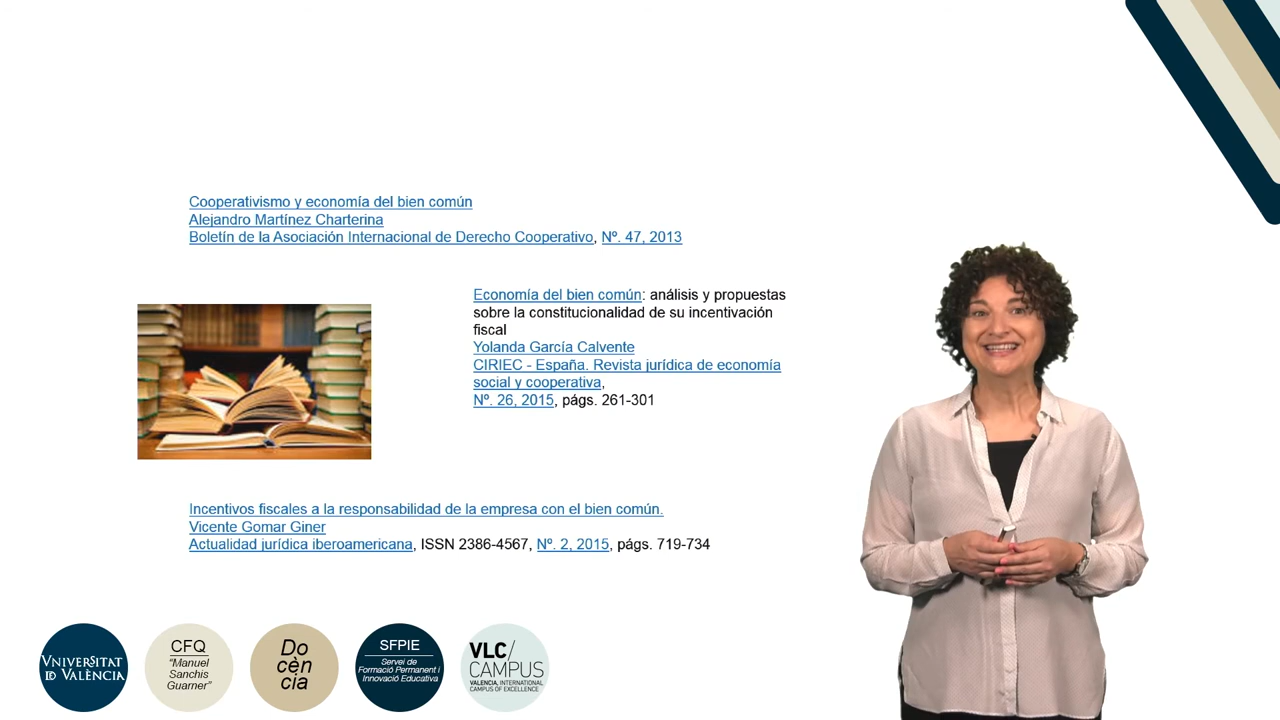 Cooperativismo y economía del bien común
Alejandro Martínez Charterina
Boletín de la Asociación Internacional de Derecho Cooperativo, Nº. 47, 2013
Economía del bien común: análisis y propuestas
sobre la constitucionalidad de su incentivación
fiscal
Yolanda García Calvente
CIRIEC - España. Revista jurídica de economía
social y cooperativa,
Nº. 26, 2015, págs. 261-301
Incentivos fiscales a la responsabilidad de la empresa con el bien común.
Vicente Gomar Giner
Actualidad jurídica iberoamericana, ISSN 2386-4567, Nº. 2, 2015, págs. 719-734
VNIVERSITAT
ID VALÈNCIA
CFQ
"Manuel
Sanchis
Guarner"
Do
cèn
cia
SFPIE
Servei de
Formació Permanent i
Innovació Educativa
VLC/
CAMPUS
VALENCIA, INTERNATIONAL
CAMPUS OF EXCELLENCE